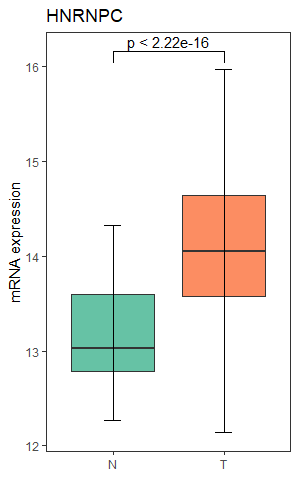 HNRNPC
p < 2.22e-16
mRNA expression
16
15
14
13
12
N
T